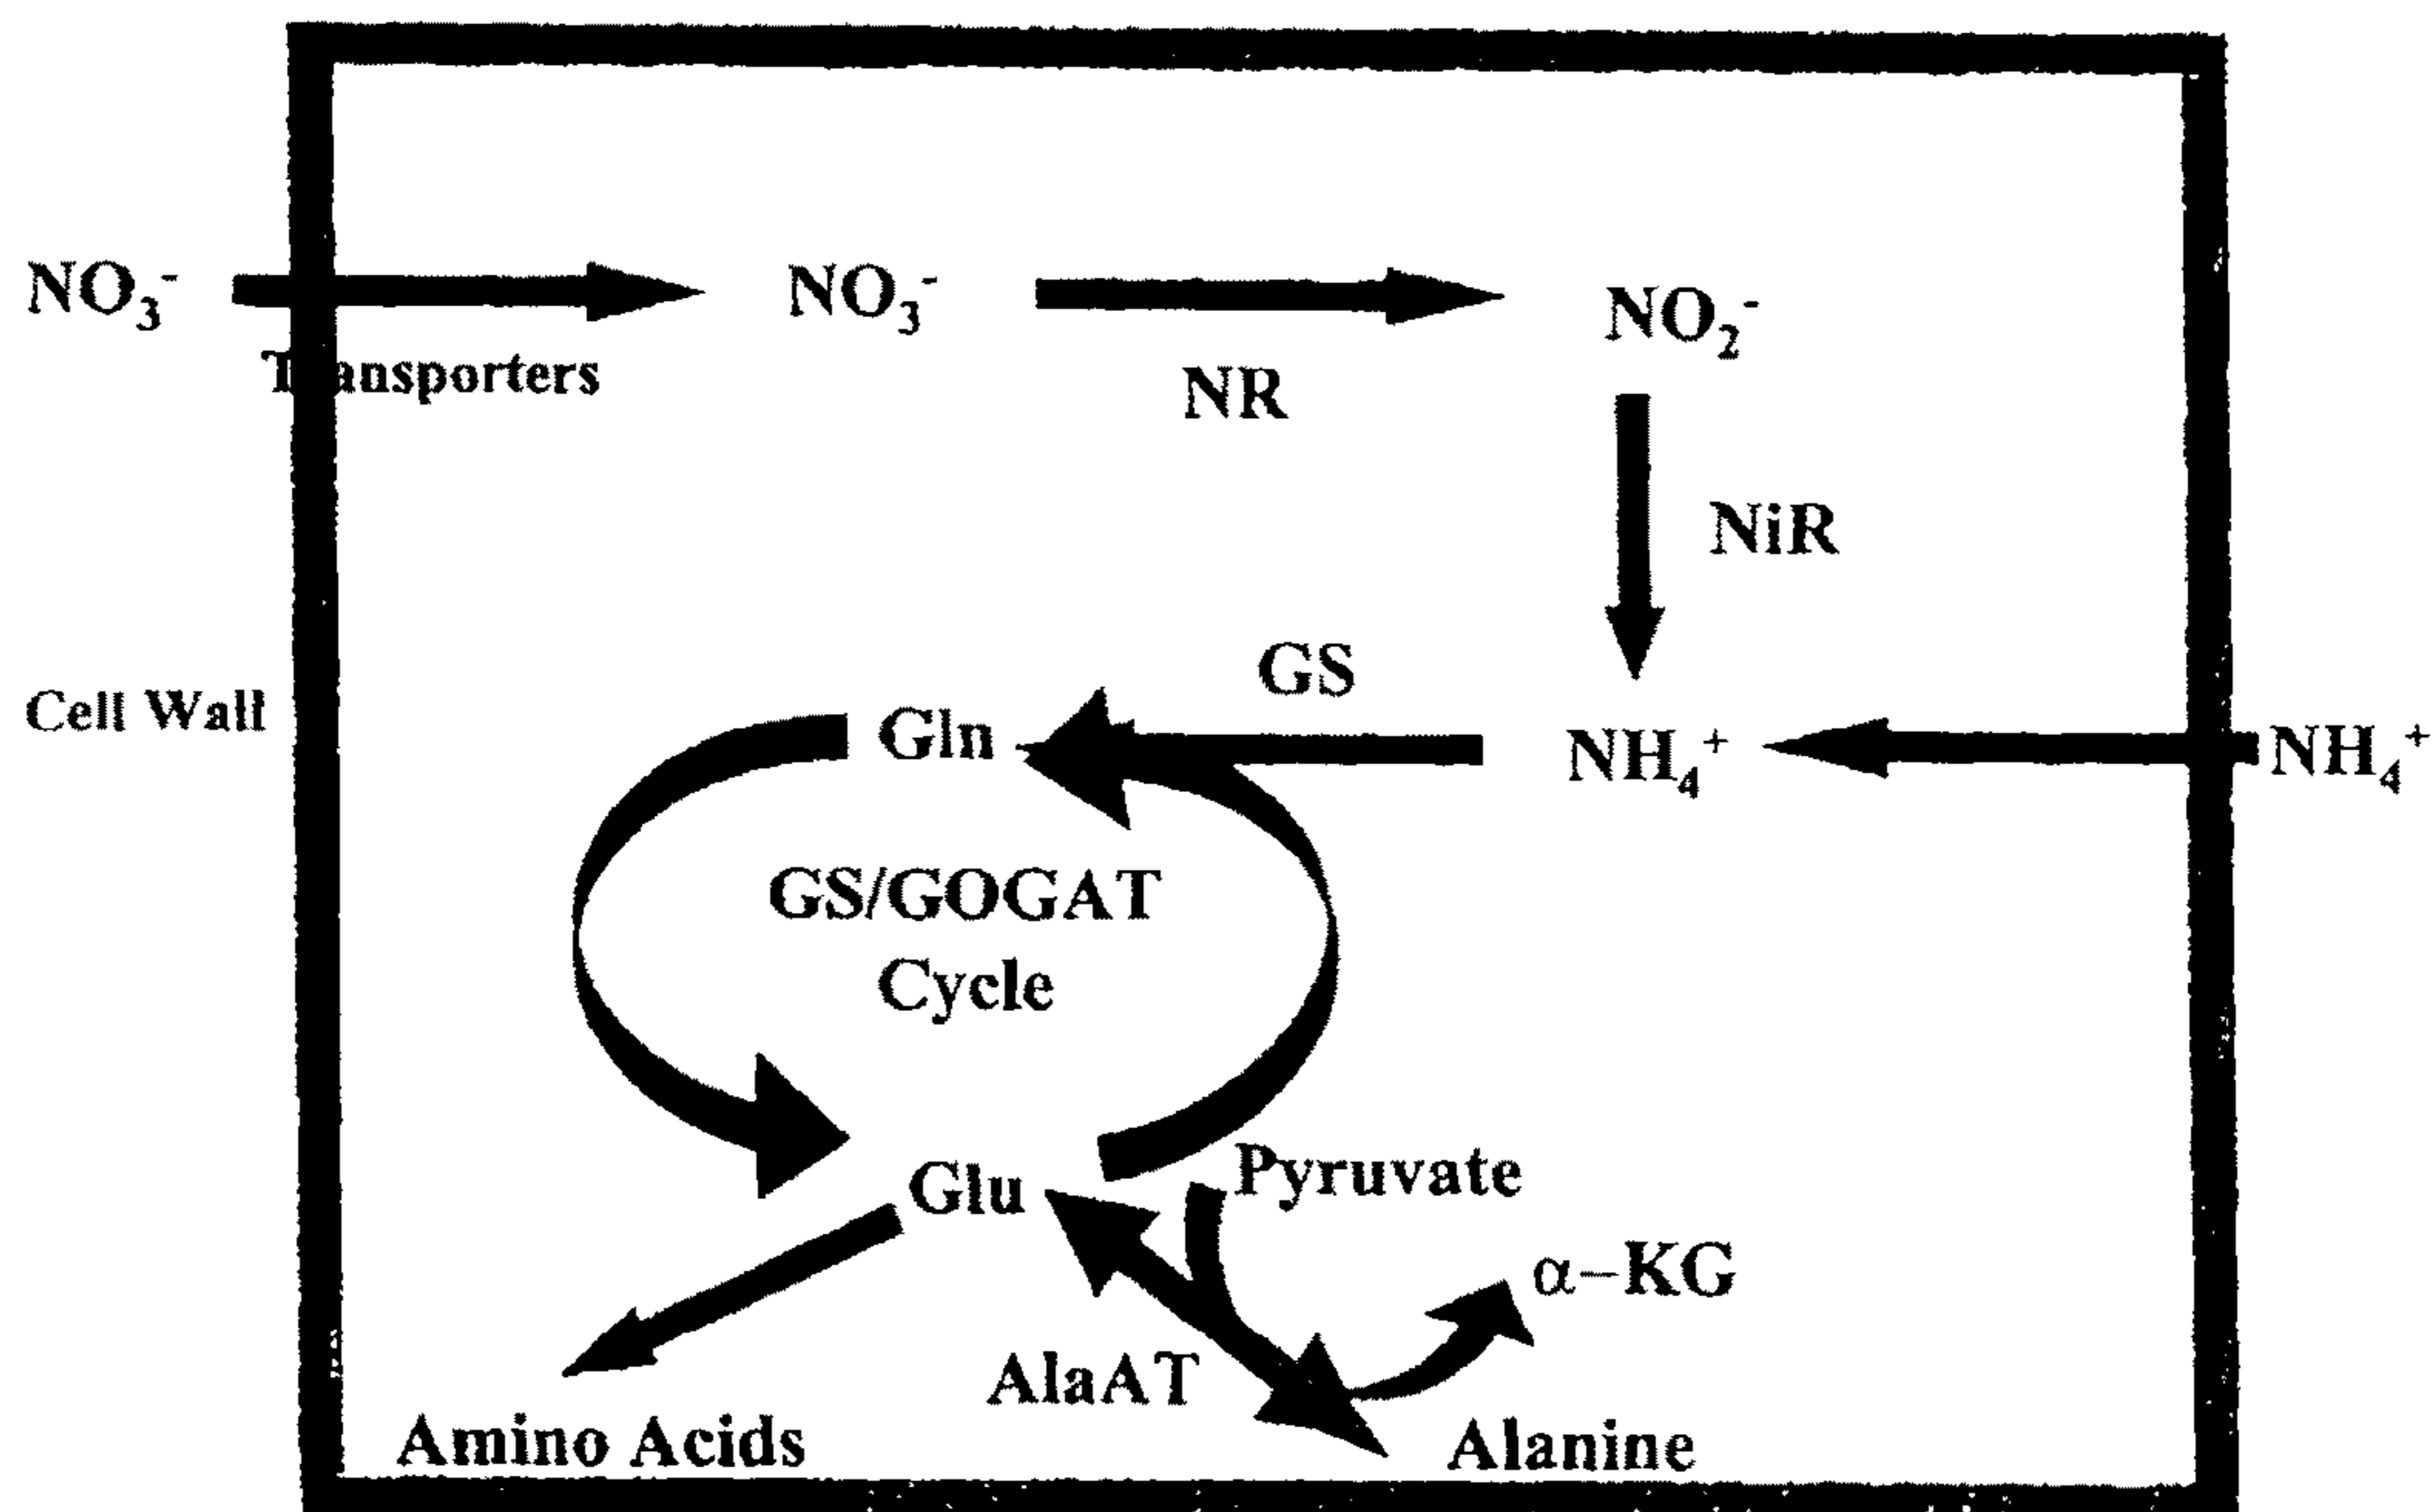 NO₃⁻
NO₃⁻
NO₂⁻
Transporters
NR
NiR
GS
Cell Wall
Gln
NH₄⁺
NH₄⁺
GS/GOGAT
Cycle
Glu
Pyruvate
α–KG
AlaAT
Amino Acids
Alanine